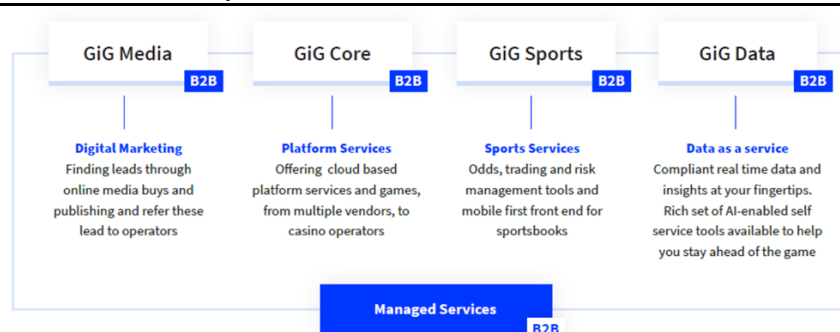 GiG Media
B2B
Digital Marketing
Finding leads through
online media buys and
publishing and refer these
lead to operators
GiG Core
B2B
Platform Services
Offering cloud based
platform services and games,
from multiple vendors, to
casino operators
GiG Sports
B2B
Sports Services
Odds, trading and risk
management tools and
mobile first front end for
sportsbooks
GiG Data
B2B
Data as a service
Compliant real time data and
insights at your fingertips.
Rich set of AI-enabled self
service tools available to help
you stay ahead of the game
Managed Services
B2B